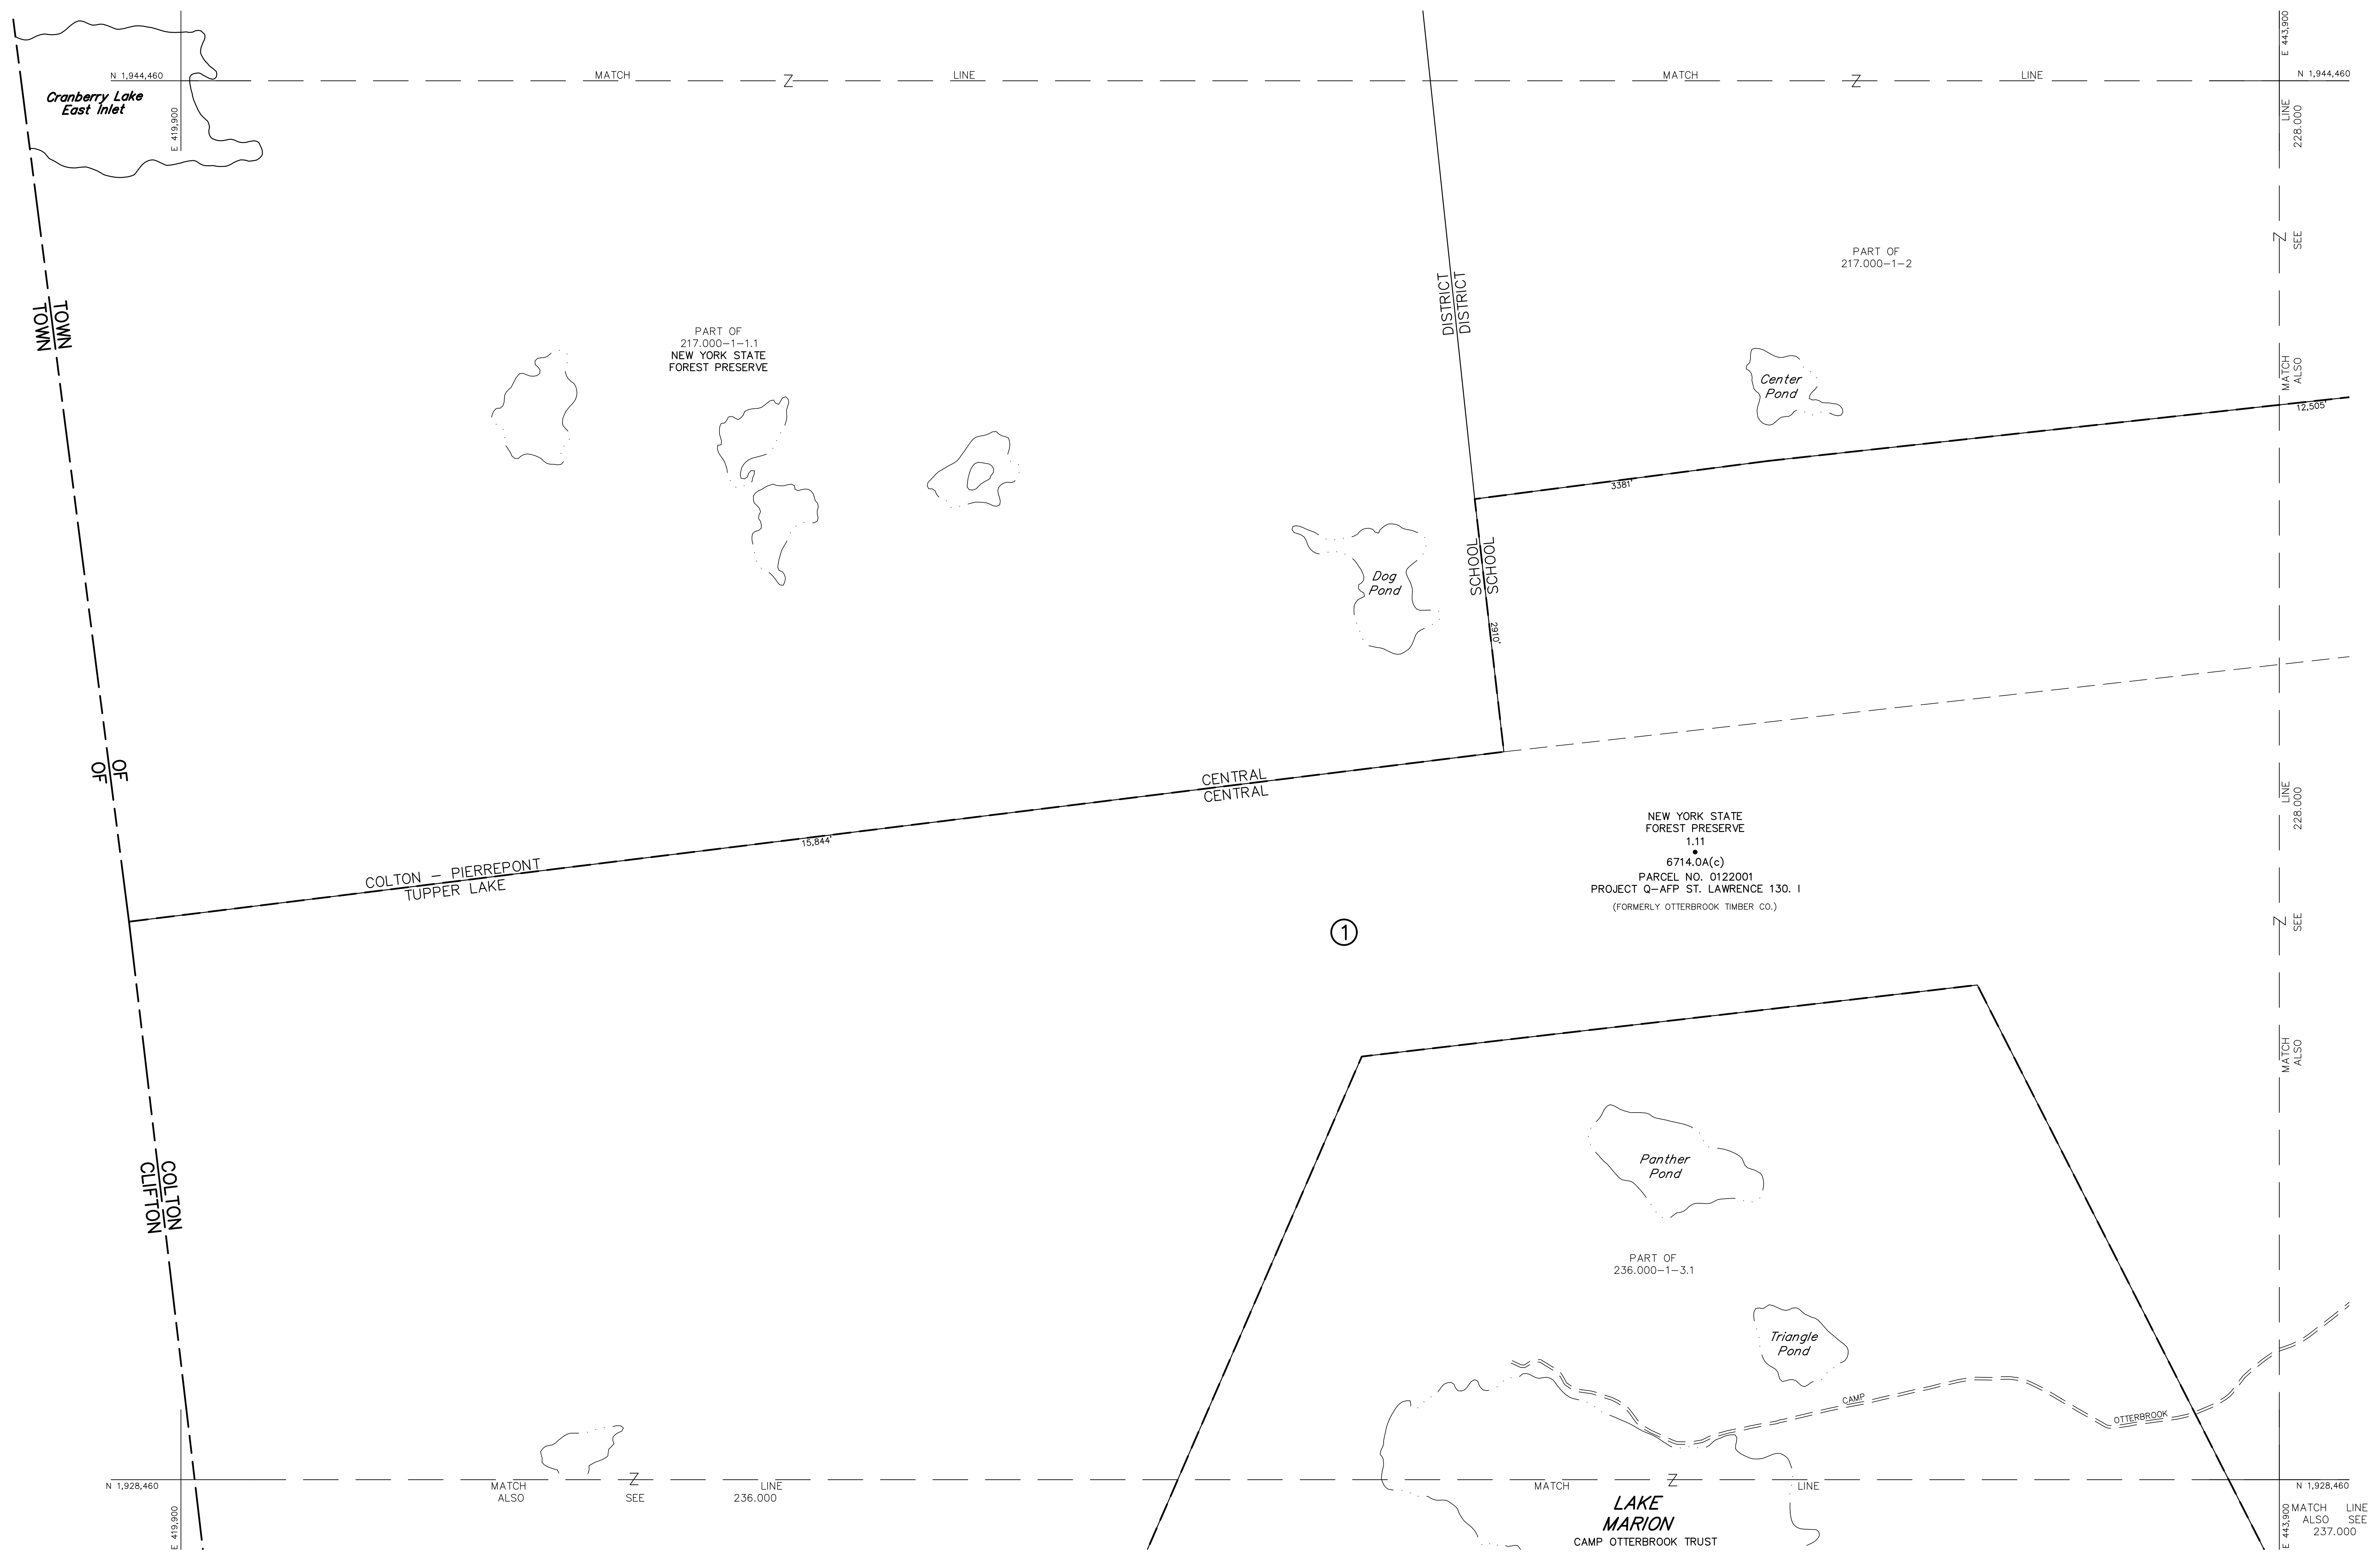 E 443,900
N 1,944,460
MATCH
Z
LINE
MATCH
Z
LINE
N 1,944,460
Cranberry Lake
East Inlet
E 419,900
LINE
228.000
Z
SEE
MATCH
ALSO
PART OF
217.000-1-2
TOWN
TOWN
DISTRICT
DISTRICT
PART OF
217.000-1-1.1
NEW YORK STATE
FOREST PRESERVE
Center
Pond
12,505'
3381'
SCHOOL
SCHOOL
Dog
Pond
2910'
OF
OF
CENTRAL
CENTRAL
15,844'
COLTON - PIERREPONT
TUPPER LAKE
NEW YORK STATE
FOREST PRESERVE
1.11
6714.0A(c)
PARCEL NO. 0122001
PROJECT Q-AFP ST. LAWRENCE 130. I
(FORMERLY OTTERBROOK TIMBER CO.)
LINE
228.000
Z
SEE
MATCH
ALSO
1
COLTON
CLIFTON
Panther
Pond
PART OF
236.000-1-3.1
Triangle
Pond
CAMP
OTTERBROOK
N 1,928,460
MATCH
Z
LINE
ALSO
SEE
236.000
E 419,900
MATCH
Z
LINE
N 1,928,460
LAKE
MARION
CAMP OTTERBROOK TRUST
E 443,900
MATCH LINE
ALSO SEE
237.000